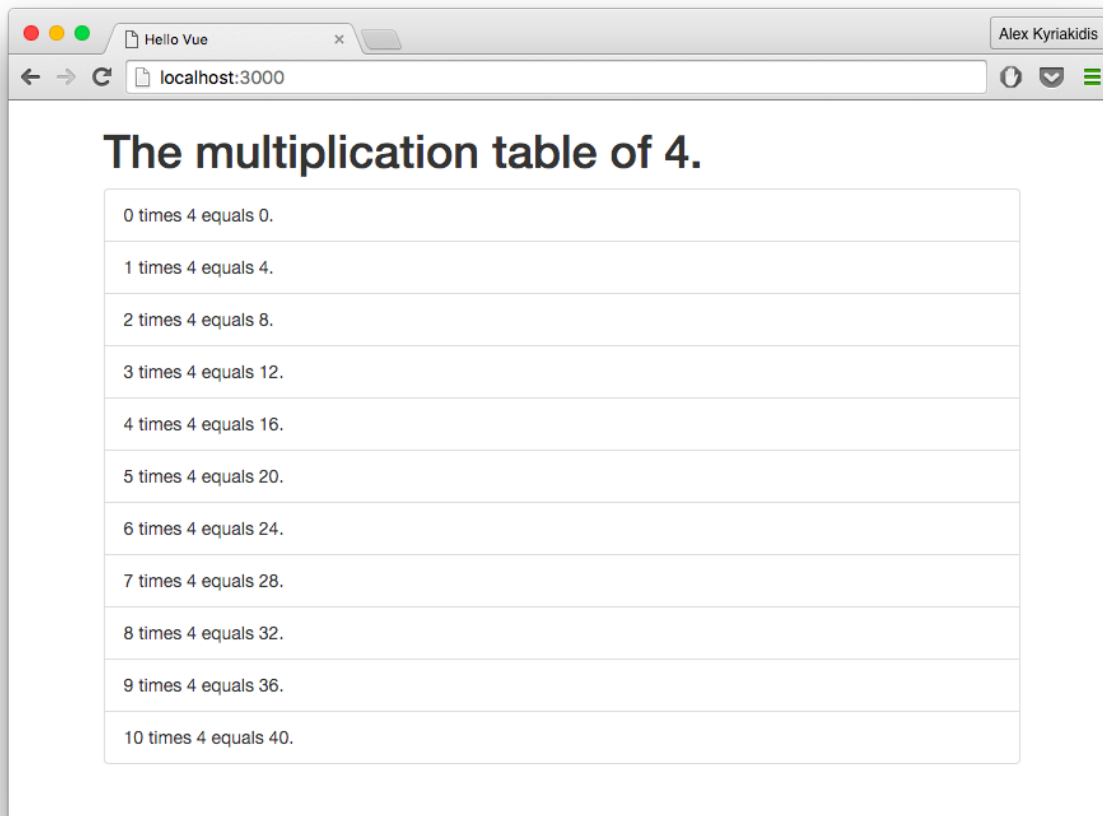 Hello Vue
Alex Kyriakidis
localhost:3000
The multiplication table of 4.
0 times 4 equals 0.
1 times 4 equals 4.
2 times 4 equals 8.
3 times 4 equals 12.
4 times 4 equals 16.
5 times 4 equals 20.
6 times 4 equals 24.
7 times 4 equals 28.
8 times 4 equals 32.
9 times 4 equals 36.
10 times 4 equals 40.